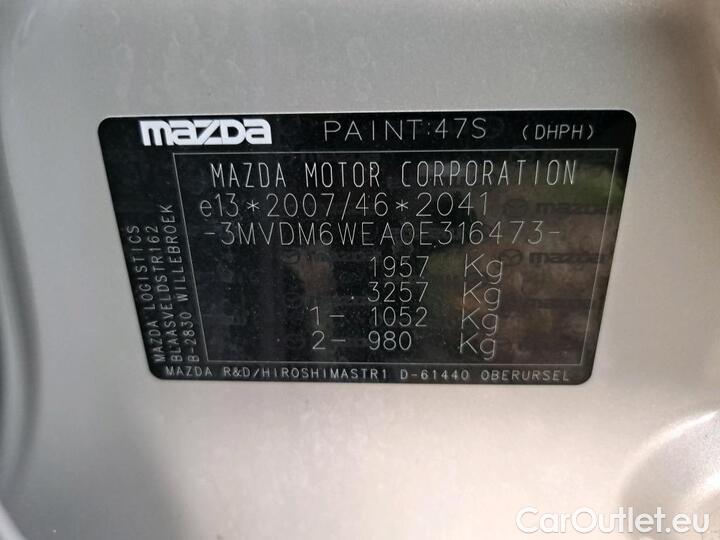 mazda PAINT:47S (DHPH)
MAZDA MOTOR CORPORATION
e13*2007/46*2041
-3MVDM6WEA0E316473-
1957 Kg
3257 Kg
1- 1052 Kg
2- 980 Kg
MAZDA LOGISTICS
BLAASVELDSTR162
B-2830 WILLEBROEK
MAZDA R&D/HIROSHIMASTR1 D-61440 OBERURSEL
CarOutlet.eu